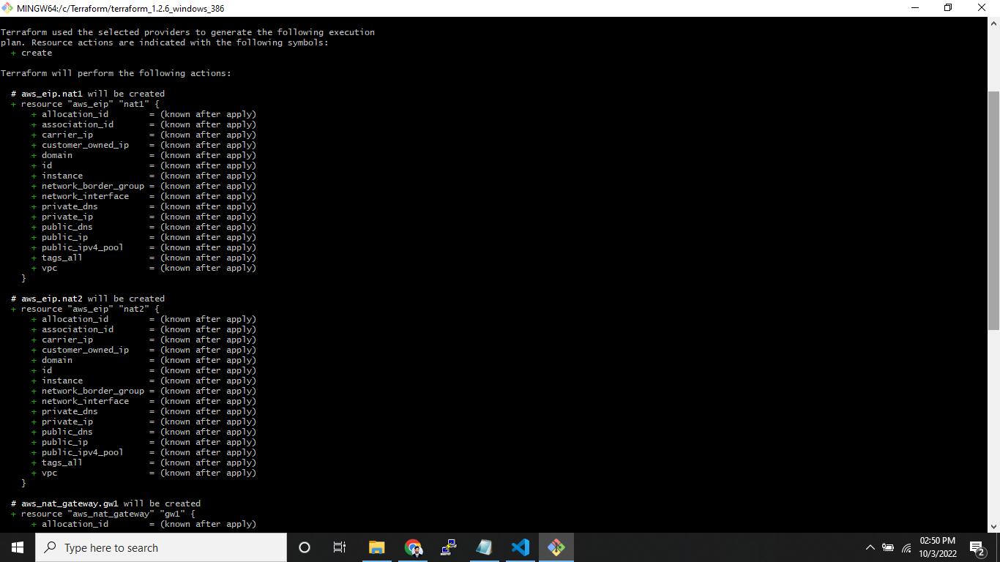 MINGW64:/c/Terraform/terraform_1.2.6_windows_386
Terraform used the selected providers to generate the following execution
plan. Resource actions are indicated with the following symbols:
  + create

Terraform will perform the following actions:

  # aws_eip.nat1 will be created
  + resource "aws_eip" "nat1" {
      + allocation_id        = (known after apply)
      + association_id       = (known after apply)
      + carrier_ip           = (known after apply)
      + customer_owned_ip    = (known after apply)
      + domain               = (known after apply)
      + id                   = (known after apply)
      + instance             = (known after apply)
      + network_border_group = (known after apply)
      + network_interface    = (known after apply)
      + private_dns          = (known after apply)
      + private_ip           = (known after apply)
      + public_dns           = (known after apply)
      + public_ip            = (known after apply)
      + public_ipv4_pool     = (known after apply)
      + tags_all             = (known after apply)
      + vpc                  = (known after apply)
    }

  # aws_eip.nat2 will be created
  + resource "aws_eip" "nat2" {
      + allocation_id        = (known after apply)
      + association_id       = (known after apply)
      + carrier_ip           = (known after apply)
      + customer_owned_ip    = (known after apply)
      + domain               = (known after apply)
      + id                   = (known after apply)
      + instance             = (known after apply)
      + network_border_group = (known after apply)
      + network_interface    = (known after apply)
      + private_dns          = (known after apply)
      + private_ip           = (known after apply)
      + public_dns           = (known after apply)
      + public_ip            = (known after apply)
      + public_ipv4_pool     = (known after apply)
      + tags_all             = (known after apply)
      + vpc                  = (known after apply)
    }

  # aws_nat_gateway.gw1 will be created
  + resource "aws_nat_gateway" "gw1" {
      + allocation_id        = (known after apply)
Type here to search
02:50 PM
10/3/2022
2